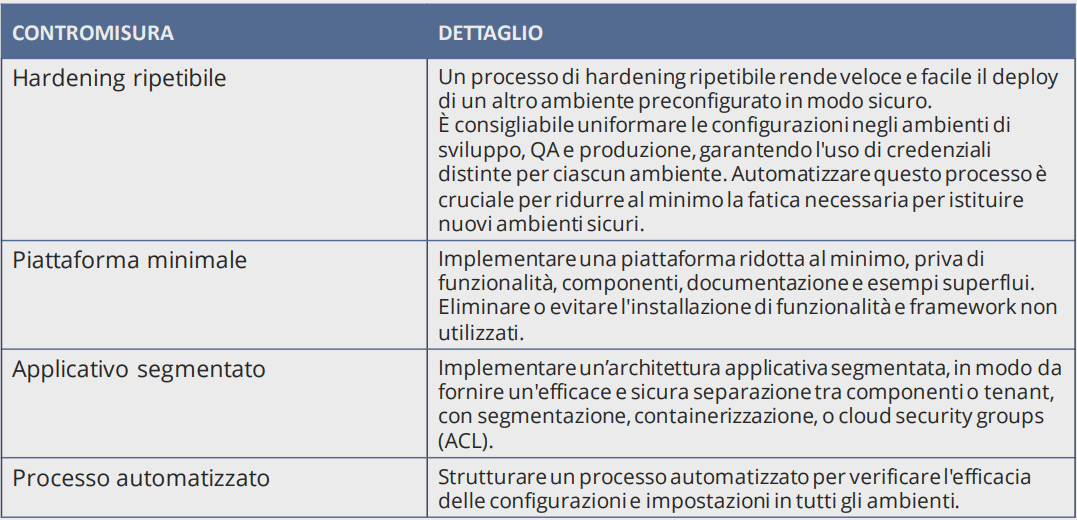 CONTROMISURA
DETTAGLIO
Hardening ripetibile
Un processo di hardening ripetibile rende veloce e facile il deploy
di un altro ambiente preconfigurato in modo sicuro.
È consigliabile uniformare le configurazioni negli ambienti di
sviluppo, QA e produzione, garantendo l'uso di credenziali
distinte per ciascun ambiente. Automatizzare questo processo è
cruciale per ridurre al minimo la fatica necessaria per istituire
nuovi ambienti sicuri.
Piattaforma minimale
Implementare una piattaforma ridotta al minimo, priva di
funzionalità, componenti, documentazione e esempi superflui.
Eliminare o evitare l'installazione di funzionalità e framework non
utilizzati.
Applicativo segmentato
Implementare un’architettura applicativa segmentata, in modo da
fornire un'efficace e sicura separazione tra componenti o tenant,
con segmentazione, containerizzazione, o cloud security groups
(ACL).
Processo automatizzato
Strutturare un processo automatizzato per verificare l'efficacia
delle configurazioni e impostazioni in tutti gli ambienti.